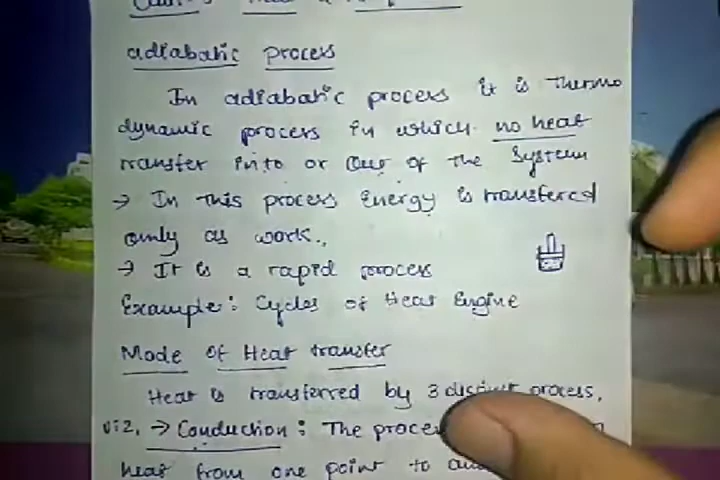 adiabatic process
In adiabatic process it is Thermo
dynamic process in which no heat
transfer into or out of the System
→ In this process Energy is transferred
only as work.,
→ It is a rapid process
Example: Cycles of Heat Engine
Mode of Heat transfer
Heat is transferred by 3 distinct process,
viz, → Conduction: The proces
heat from one point to